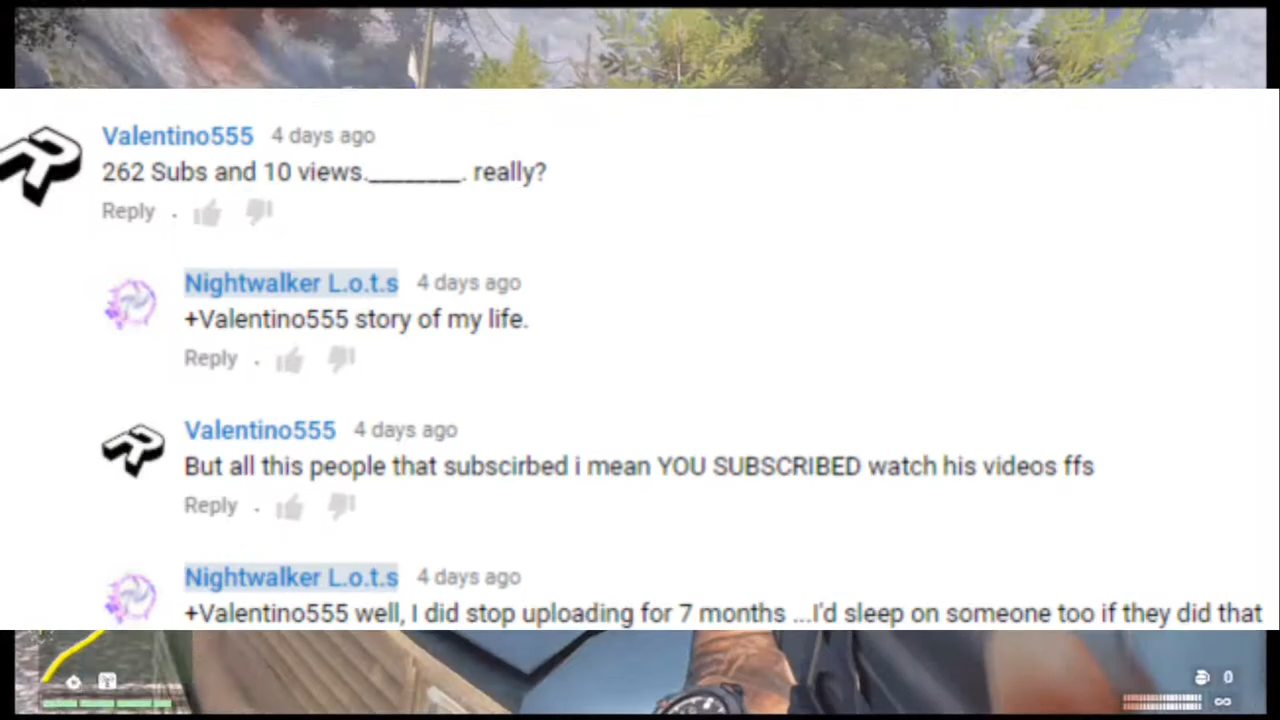 Valentino555 4 days ago
262 Subs and 10 views.________. really?
Reply .
Nightwalker L.o.t.s 4 days ago
+Valentino555 story of my life.
Reply .
Valentino555 4 days ago
But all this people that subscirbed i mean YOU SUBSCRIBED watch his videos ffs
Reply .
Nightwalker L.o.t.s 4 days ago
+Valentino555 well, I did stop uploading for 7 months ...I'd sleep on someone too if they did that
0
∞